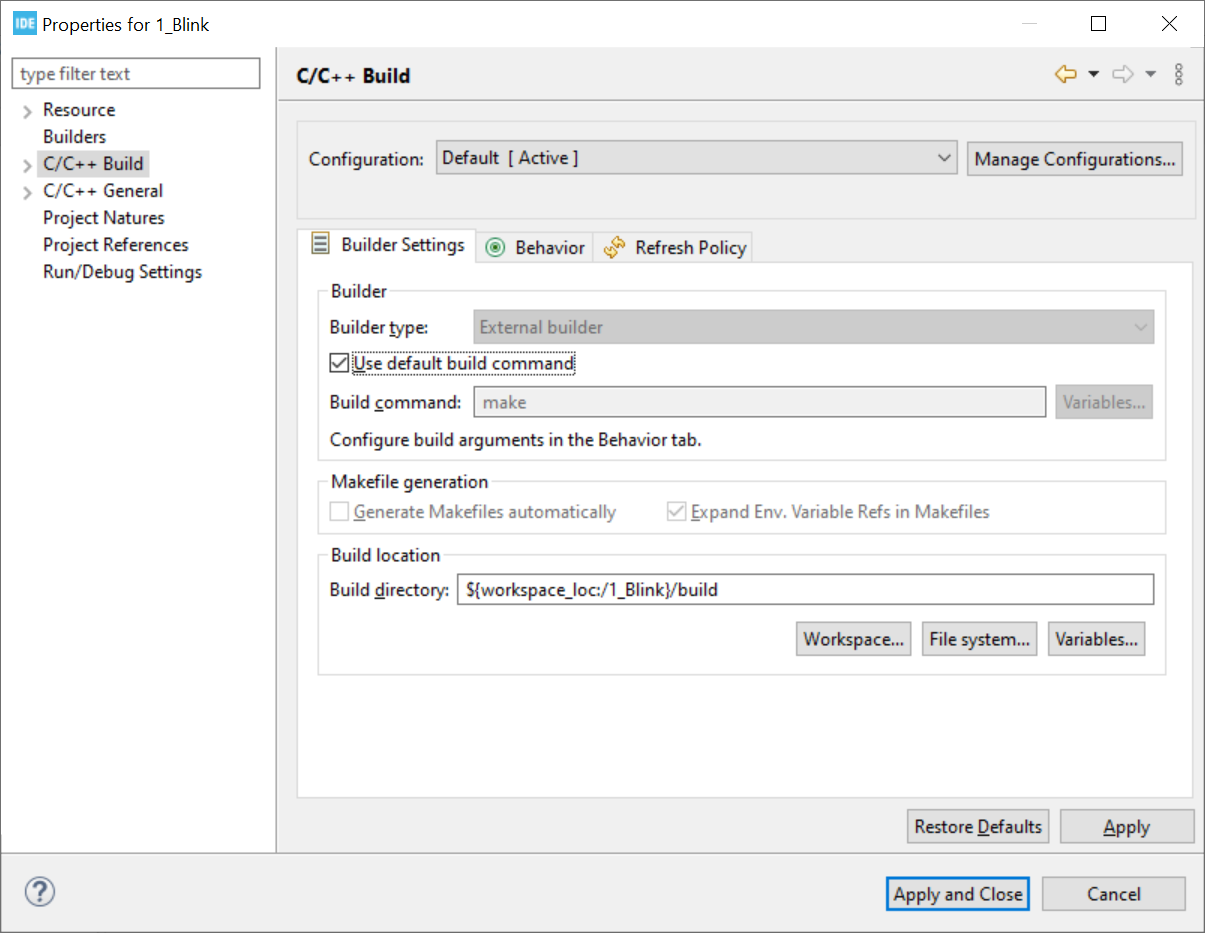 IDE Properties for 1_Blink
type filter text
Resource
Builders
C/C++ Build
C/C++ General
Project Natures
Project References
Run/Debug Settings
C/C++ Build
Configuration: Default [ Active ] Manage Configurations...
Builder Settings Behavior Refresh Policy
Builder
Builder type: External builder
Use default build command
Build command: make Variables...
Configure build arguments in the Behavior tab.
Makefile generation
Generate Makefiles automatically Expand Env. Variable Refs in Makefiles
Build location
Build directory: ${workspace_loc:/1_Blink}/build
Workspace... File system... Variables...
Restore Defaults Apply
? Apply and Close Cancel